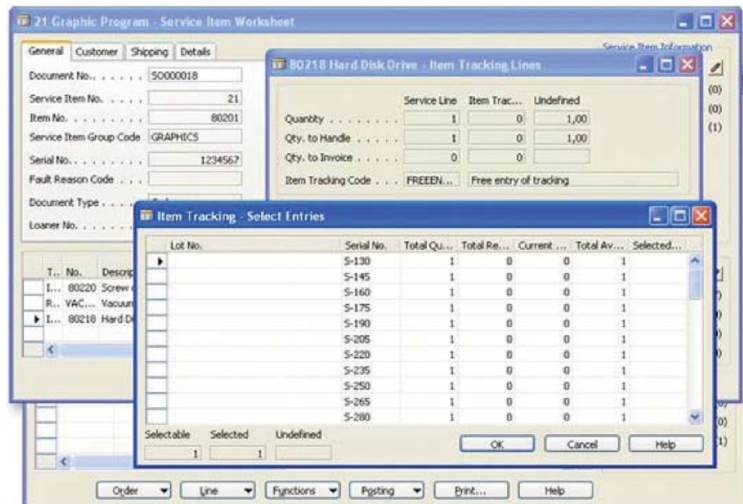 21 Graphic Program - Service Item Worksheet
General Customer Shipping Details
Service Item Information
Document No.. . . . . . SO000018
Service Item No. . . . . . 21
Item No. . . . . . . . . 80201
Service Item Group Code GRAPHICS
Serial No. . . . . . . . 1234567
Fault Reason Code . . . .
Document Type . . . .
Loaner No. . . . . . .
(0)
(0)
(1)
80218 Hard Disk Drive - Item Tracking Lines
Service Line Item Trac... Undefined
Quantity . . . . . . . . 1 0 1,00
Qty. to Handle . . . . . 1 0 1,00
Qty. to Invoice . . . . . 0 0
Item Tracking Code . . . FREEEN... Free entry of tracking
T.. No. Descrip
I... 80220 Screw
R... VAC... Vacuum
I... 80218 Hard Di
Item Tracking - Select Entries
Lot No. Serial No. Total Qu... Total Re... Current ... Total Av... Selected...
S-130 1 0 0 1
S-145 1 0 0 1
S-160 1 0 0 1
S-175 1 0 0 1
S-190 1 0 0 1
S-205 1 0 0 1
S-220 1 0 0 1
S-235 1 0 0 1
S-250 1 0 0 1
S-265 1 0 0 1
S-280 1 0 0 1
Selectable Selected Undefined
1 1
OK Cancel Help
(0)
(1)
Order Line Functions Posting Print... Help